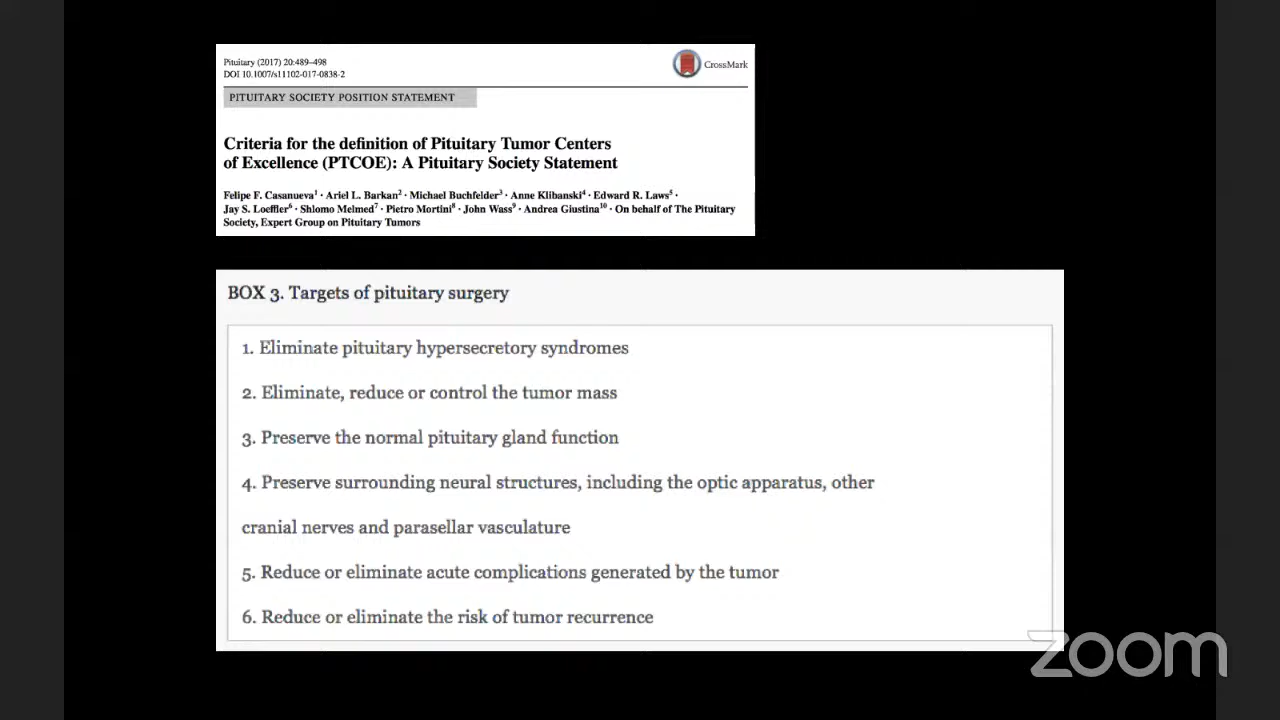 Pituitary (2017) 20:489–498
DOI 10.1007/s11102-017-0838-2
CrossMark
PITUITARY SOCIETY POSITION STATEMENT
Criteria for the definition of Pituitary Tumor Centers
of Excellence (PTCOE): A Pituitary Society Statement
Felipe F. Casanueva¹ · Ariel L. Barkan² · Michael Buchfelder³ · Anne Klibanski⁴ · Edward R. Laws⁵ ·
Jay S. Loeffler⁶ · Shlomo Melmed⁷ · Pietro Mortini⁸ · John Wass⁹ · Andrea Giustina¹⁰ · On behalf of The Pituitary
Society, Expert Group on Pituitary Tumors
BOX 3. Targets of pituitary surgery
1. Eliminate pituitary hypersecretory syndromes
2. Eliminate, reduce or control the tumor mass
3. Preserve the normal pituitary gland function
4. Preserve surrounding neural structures, including the optic apparatus, other
cranial nerves and parasellar vasculature
5. Reduce or eliminate acute complications generated by the tumor
6. Reduce or eliminate the risk of tumor recurrence
zoom